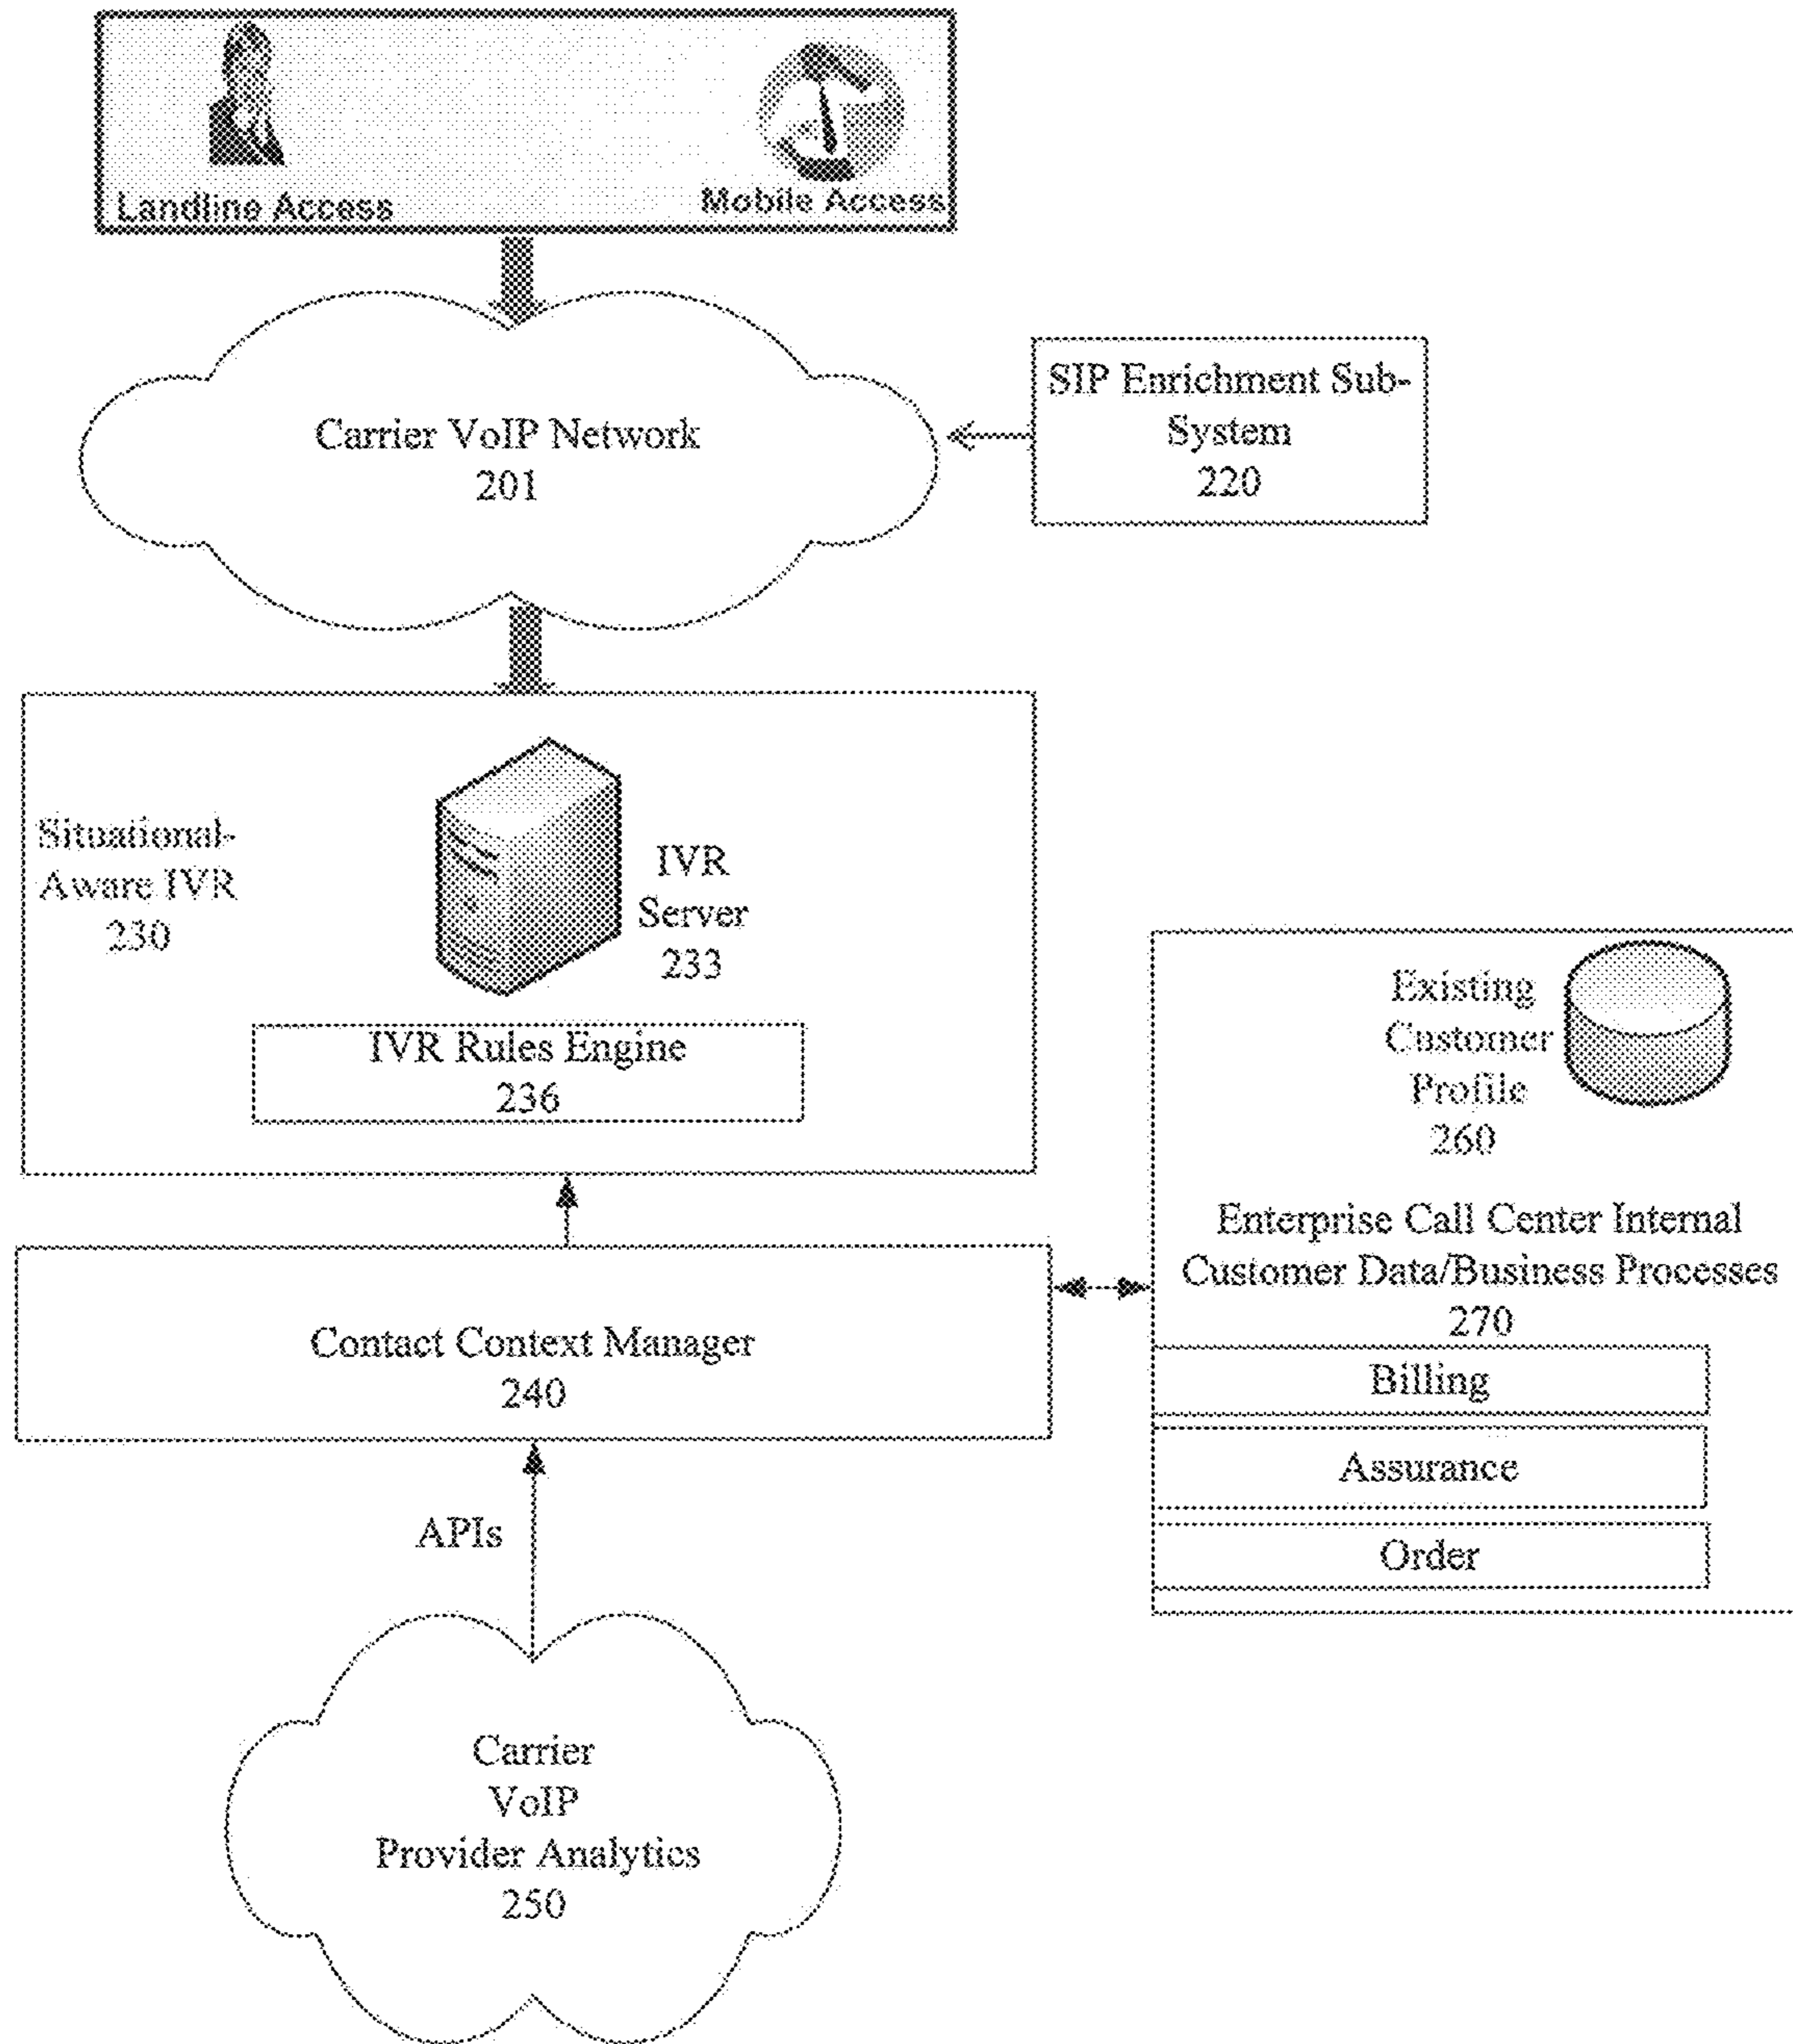 Landline Access
Mobile Access
Carrier VoIP Network
201
SIP Enrichment Sub-
System
220
Situational-
Aware IVR
230
IVR
Server
233
IVR Rules Engine
236
Existing
Customer
Profile
260
Enterprise Call Center Internal
Customer Data/Business Processes
270
Billing
Assurance
Order
Contact Context Manager
240
APIs
Carrier
VoIP
Provider Analytics
250